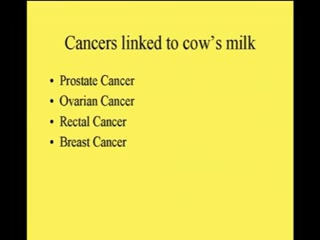 Cancers linked to cow's milk
• Prostate Cancer
• Ovarian Cancer
• Rectal Cancer
• Breast Cancer